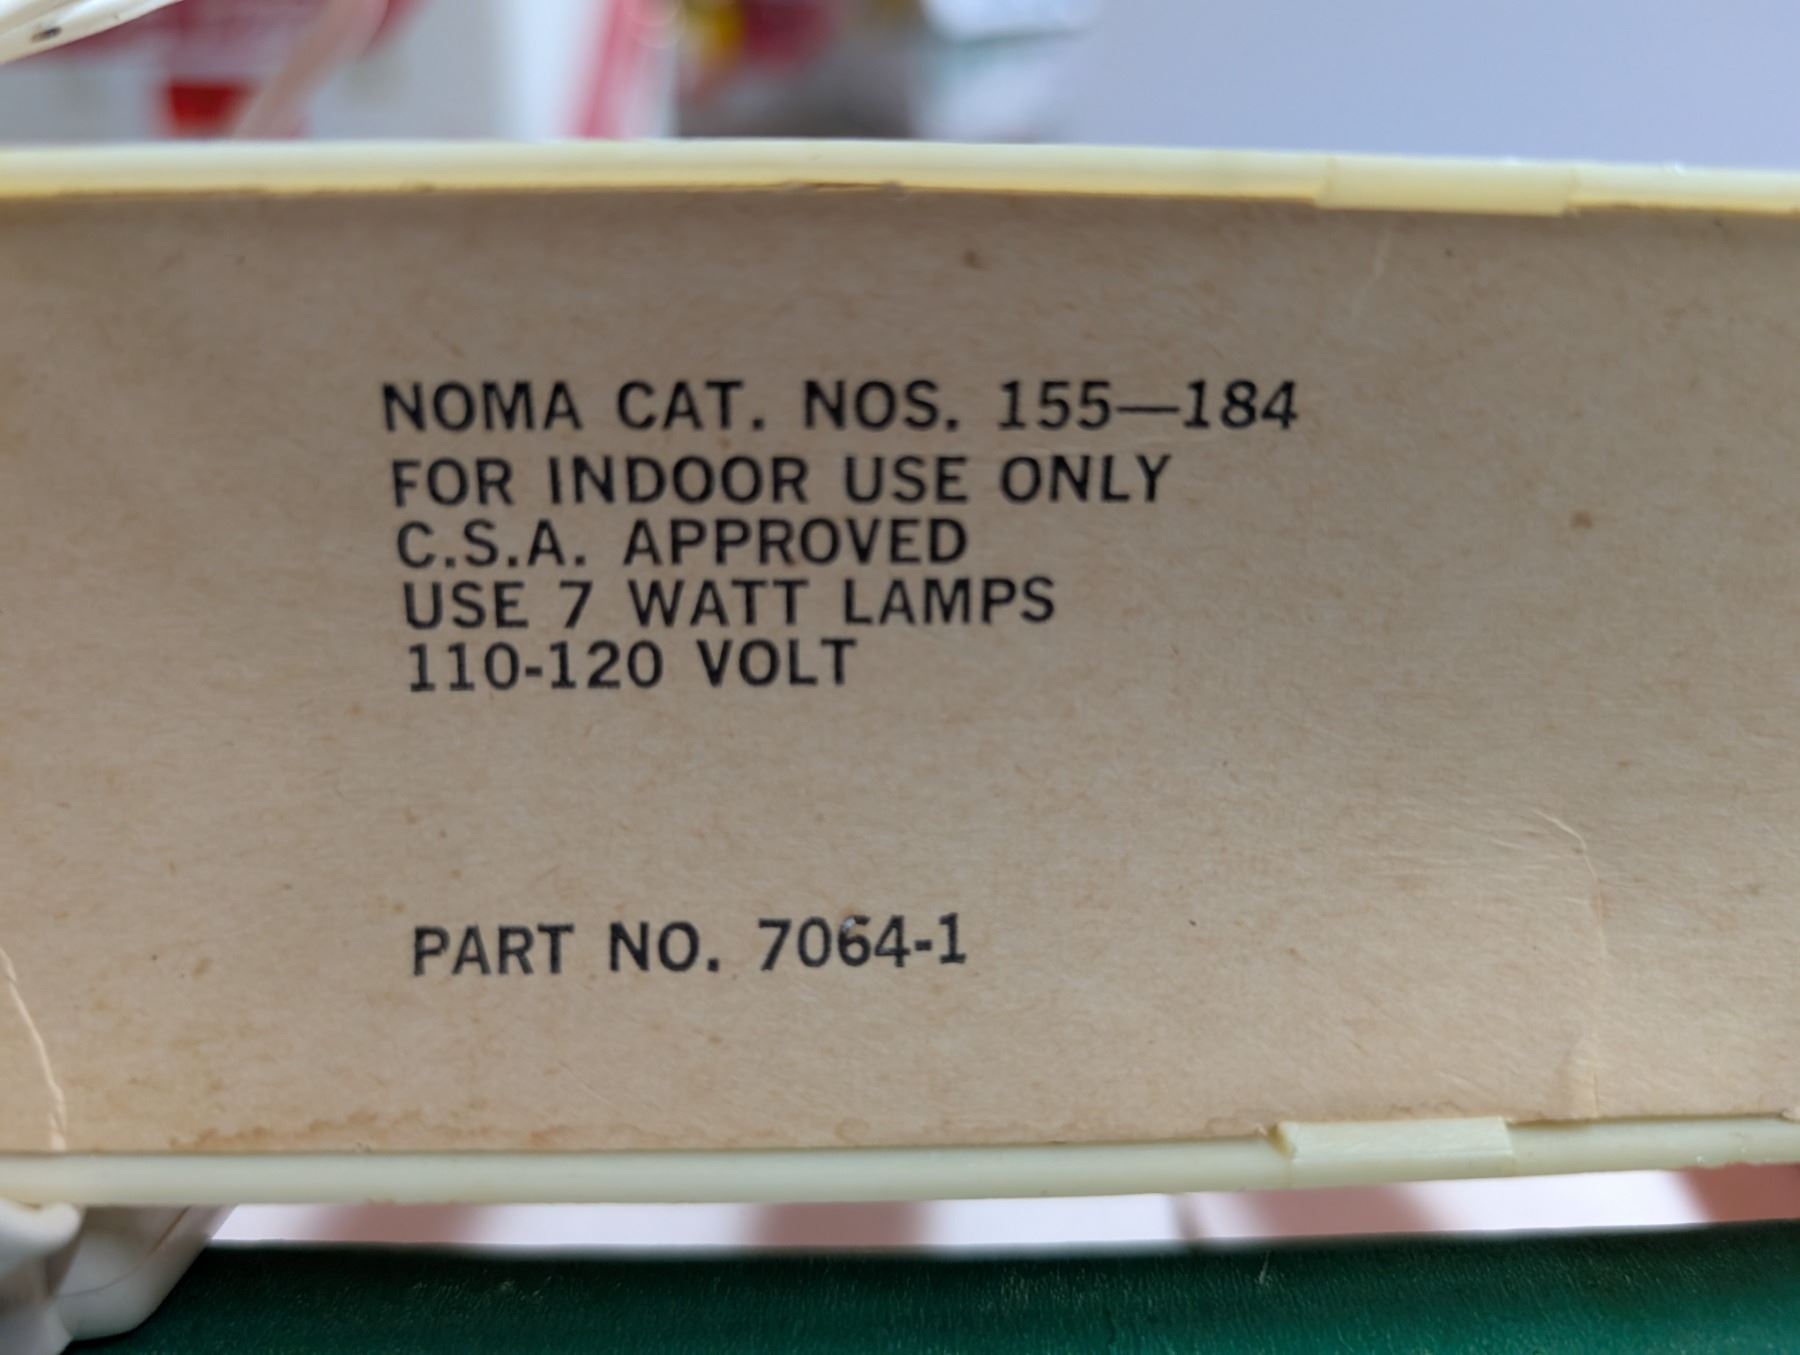 NOMA CAT. NOS. 155—184
FOR INDOOR USE ONLY
C.S.A. APPROVED
USE 7 WATT LAMPS
110-120 VOLT
PART NO. 7064-1